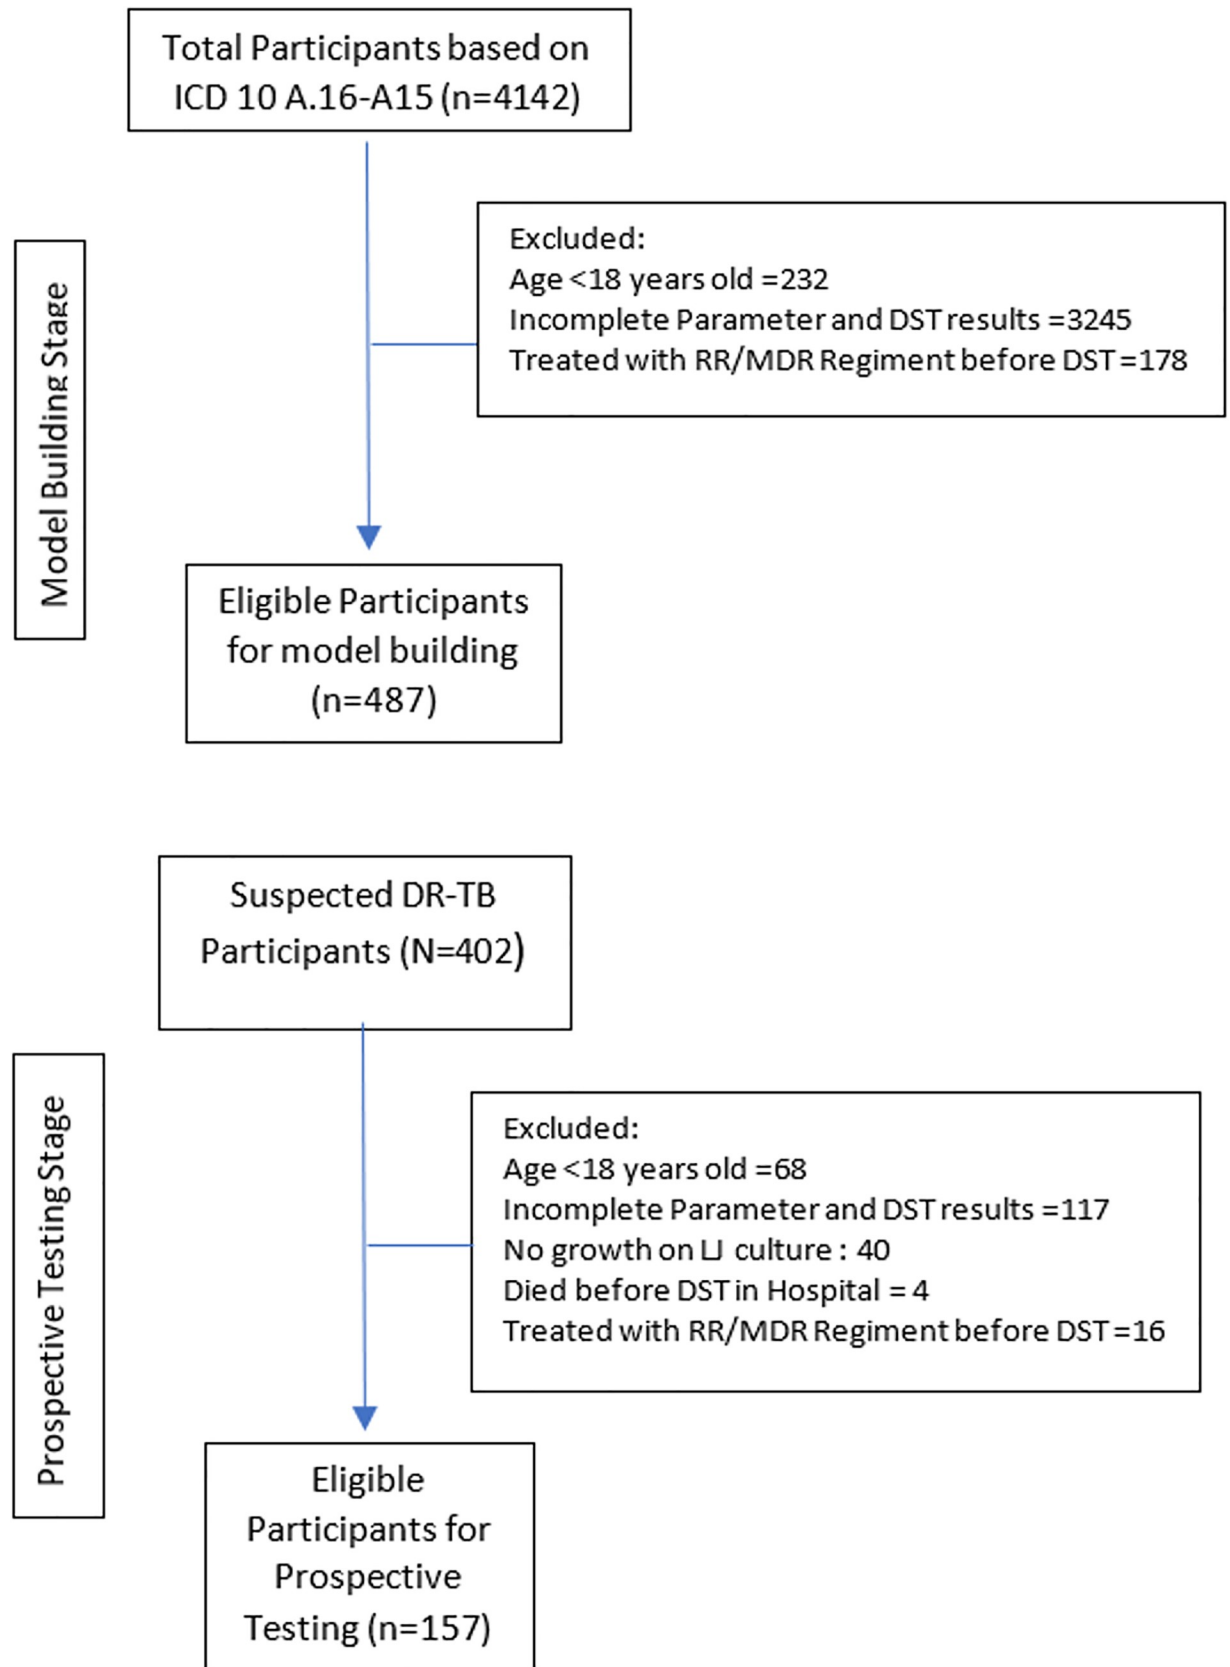 Total Participants based on
ICD 10 A.16-A15 (n=4142)
Model Building Stage
Excluded:
Age <18 years old =232
Incomplete Parameter and DST results =3245
Treated with RR/MDR Regiment before DST =178
Eligible Participants
for model building
(n=487)
Suspected DR-TB
Participants (N=402)
Prospective Testing Stage
Excluded:
Age <18 years old =68
Incomplete Parameter and DST results =117
No growth on LJ culture : 40
Died before DST in Hospital = 4
Treated with RR/MDR Regiment before DST =16
Eligible
Participants for
Prospective
Testing (n=157)